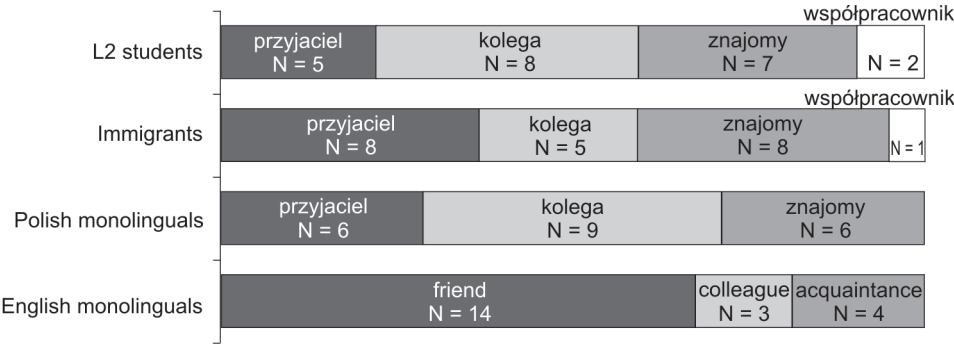 współpracownik
L2 students
przyjaciel
N = 5
kolega
N = 8
znajomy
N = 7
N = 2
współpracownik
Immigrants
przyjaciel
N = 8
kolega
N = 5
znajomy
N = 8
N = 1
Polish monolinguals
przyjaciel
N = 6
kolega
N = 9
znajomy
N = 6
English monolinguals
friend
N = 14
colleague
N = 3
acquaintance
N = 4